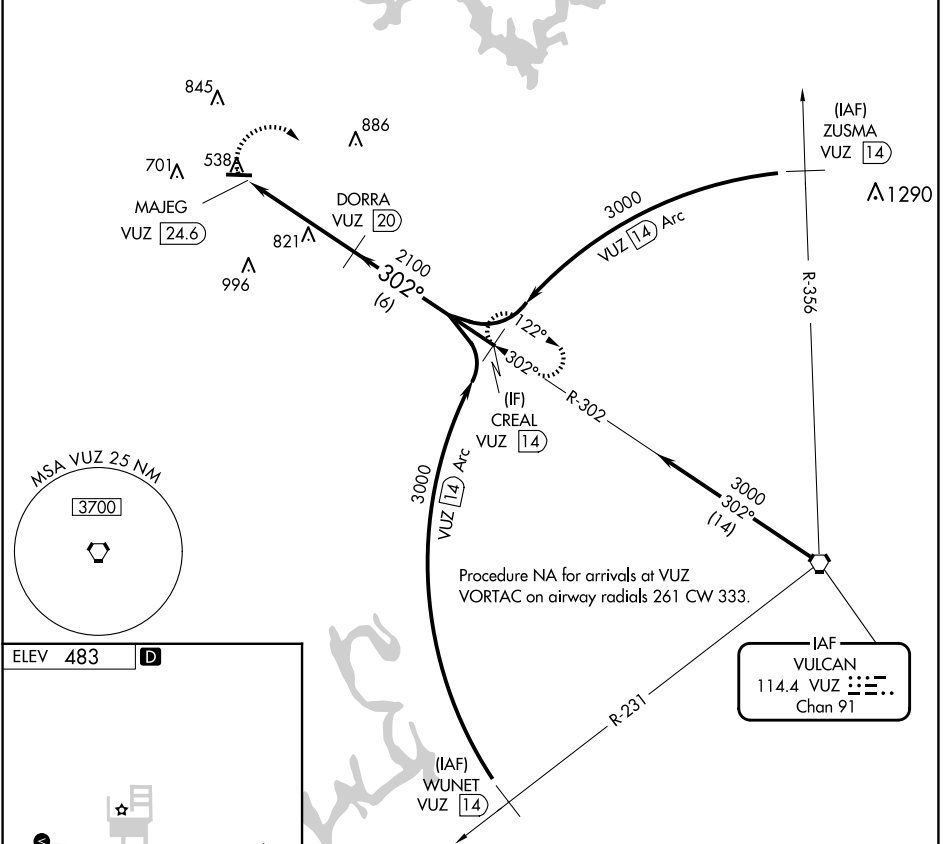 845
886
701
538
MAJEG
VUZ 24.6
DORRA
VUZ 20
821
996
2100
302°
(6)
3000
VUZ 14 Arc
(IAF)
ZUSMA
VUZ 14
1290
R-356
122°
302°
(IF)
CREAL
VUZ 14
R-302
3000
VUZ 14 Arc
3000
302°
(14)
MSA VUZ 25 NM
3700
Procedure NA for arrivals at VUZ
VORTAC on airway radials 261 CW 333.
IAF
VULCAN
114.4 VUZ
Chan 91
R-231
(IAF)
WUNET
VUZ 14
ELEV 483 D